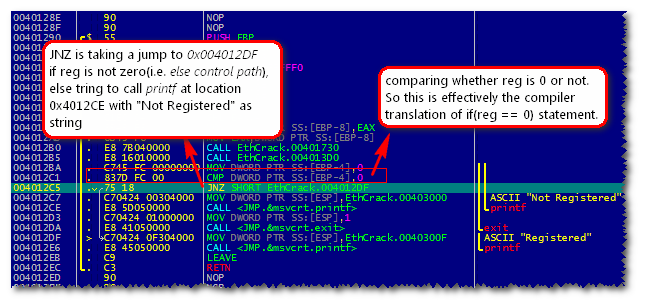 0040128E 90 NOP
0040128F 90 NOP
00401290 55 PUSH EBP
JNZ is taking a jump to 0x004012DF
if reg is not zero(i.e. else control path),
else tring to call printf at location
0x4012CE with "Not Registered" as
string
FF0
comparing whether reg is 0 or not.
So this is effectively the compiler
translation of if(reg == 0) statement.
PTR SS:[EBP-8],EAX
DWORD PTR SS:[EBP-8]
004012B0 . E8 7B040000 CALL EthCrack.00401730
004012B5 . E8 16010000 CALL EthCrack.004013D0
004012BA . C745 FC 00000000 MOV DWORD PTR SS:[EBP-4],0
004012C1 . 837D FC 00 CMP DWORD PTR SS:[EBP-4],0
004012C5 . 75 18 JNZ SHORT EthCrack.004012DF
004012C7 . C70424 00304000 MOV DWORD PTR SS:[ESP],EthCrack.00403000 ASCII "Not Registered"
004012CE . E8 5D050000 CALL <JMP.&msvcrt.printf> printf
004012D3 . C70424 01000000 MOV DWORD PTR SS:[ESP],1
004012DA . E8 41050000 CALL <JMP.&msvcrt.exit> exit
004012DF > C70424 0F304000 MOV DWORD PTR SS:[ESP],EthCrack.0040300F ASCII "Registered"
004012E6 . E8 45050000 CALL <JMP.&msvcrt.printf> printf
004012EB . C9 LEAVE
004012EC . C3 RETN
004012ED 90 NOP